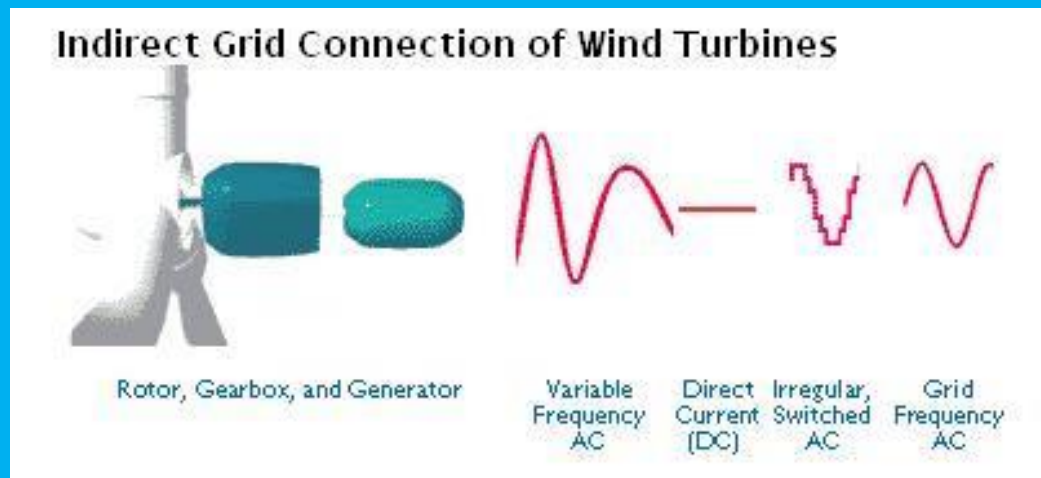 Indirect Grid Connection of Wind Turbines
Rotor, Gearbox, and Generator
Variable
Frequency
AC
Direct
Current
(DC)
Irregular,
Switched
AC
Grid
Frequency
AC